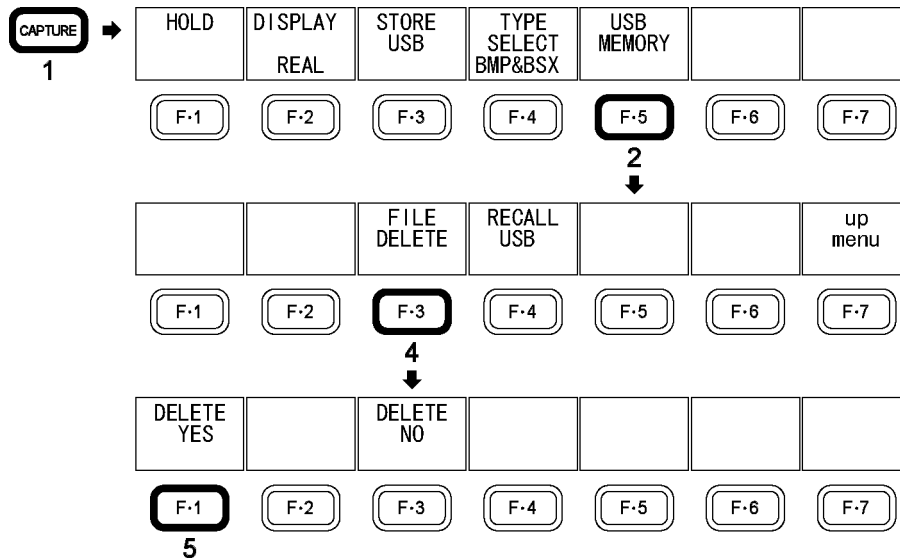 CAPTURE
1
HOLD
DISPLAY
REAL
STORE
USB
TYPE
SELECT
BMP&BSX
USB
MEMORY
F·1
F·2
F·3
F·4
F·5
F·6
F·7
2
FILE
DELETE
RECALL
USB
up
menu
F·1
F·2
F·3
F·4
F·5
F·6
F·7
4
DELETE
YES
DELETE
NO
F·1
F·2
F·3
F·4
F·5
F·6
F·7
5